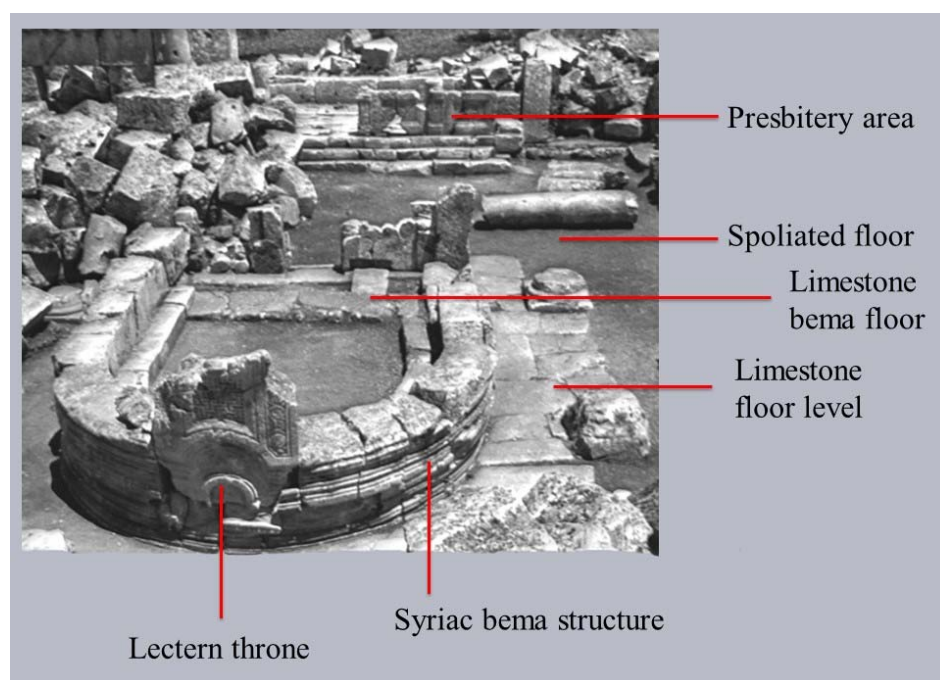 Presbitery area
Spoliated floor
Limestone
bema floor
Limestone
floor level
Syriac bema structure
Lectern throne